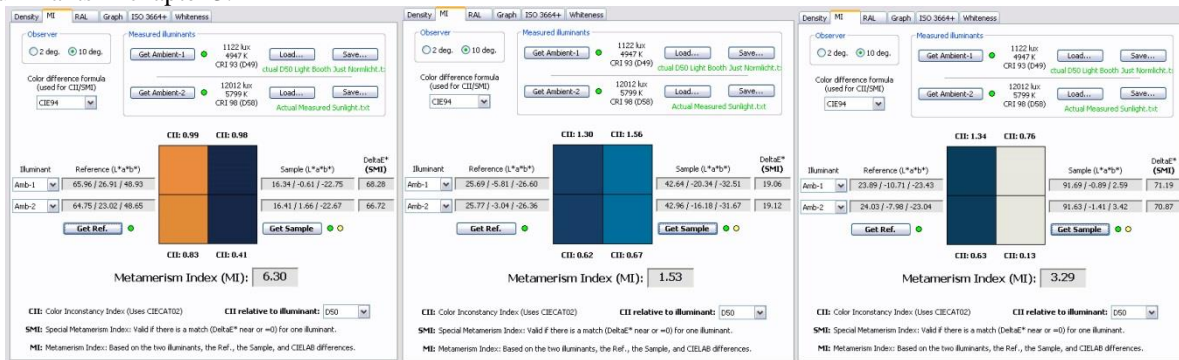 Density MI RAL Graph ISO 3664+ Whiteness
Observer
2 deg. 10 deg.
Color difference formula
(used for CII/SMI)
CIE94
Measured illuminants
Get Ambient-1
1122 lux
4947 K
CRI 93 (D49)
Load... Save...
ctual D50 Light Booth Just Normlicht.t
Get Ambient-2
12012 lux
5799 K
CRI 98 (D58)
Load... Save...
Actual Measured Sunlight.txt
CII: 0.99 CII: 0.98
Illuminant Reference (L*a*b*) Sample (L*a*b*) DeltaE*
(SMI)
Amb-1 65.96 / 26.91 / 48.93 16.34 / -0.61 / -22.75 68.28
Amb-2 64.75 / 23.02 / 48.65 16.41 / 1.66 / -22.67 66.72
Get Ref. Get Sample
CII: 0.83 CII: 0.41
Metamerism Index (MI): 6.30
CII: Color Inconstancy Index (Uses CIECAT02) CII relative to illuminant: D50
SMI: Special Metamerism Index: Valid if there is a match (DeltaE* near or =0) for one illuminant.
MI: Metamerism Index: Based on the two illuminants, the Ref., the Sample, and CIELAB differences.
Density MI RAL Graph ISO 3664+ Whiteness
Observer
2 deg. 10 deg.
Color difference formula
(used for CII/SMI)
CIE94
Measured illuminants
Get Ambient-1
1122 lux
4947 K
CRI 93 (D49)
Load... Save...
ctual D50 Light Booth Just Normlicht.t
Get Ambient-2
12012 lux
5799 K
CRI 98 (D58)
Load... Save...
Actual Measured Sunlight.txt
CII: 1.30 CII: 1.56
Illuminant Reference (L*a*b*) Sample (L*a*b*) DeltaE*
(SMI)
Amb-1 25.69 / -5.81 / -26.60 42.64 / -20.34 / -32.51 19.06
Amb-2 25.77 / -3.04 / -26.36 42.96 / -16.18 / -31.67 19.12
Get Ref. Get Sample
CII: 0.62 CII: 0.67
Metamerism Index (MI): 1.53
CII: Color Inconstancy Index (Uses CIECAT02) CII relative to illuminant: D50
SMI: Special Metamerism Index: Valid if there is a match (DeltaE* near or =0) for one illuminant.
MI: Metamerism Index: Based on the two illuminants, the Ref., the Sample, and CIELAB differences.
Density MI RAL Graph ISO 3664+ Whiteness
Observer
2 deg. 10 deg.
Color difference formula
(used for CII/SMI)
CIE94
Measured illuminants
Get Ambient-1
1122 lux
4947 K
CRI 93 (D49)
Load... Save...
ctual D50 Light Booth Just Normlicht.t
Get Ambient-2
12012 lux
5799 K
CRI 98 (D58)
Load... Save...
Actual Measured Sunlight.txt
CII: 1.34 CII: 0.76
Illuminant Reference (L*a*b*) Sample (L*a*b*) DeltaE*
(SMI)
Amb-1 23.89 / -10.71 / -23.43 91.69 / -0.89 / 2.59 71.19
Amb-2 24.03 / -7.98 / -23.04 91.63 / -1.41 / 3.42 70.87
Get Ref. Get Sample
CII: 0.63 CII: 0.13
Metamerism Index (MI): 3.29
CII: Color Inconstancy Index (Uses CIECAT02) CII relative to illuminant: D50
SMI: Special Metamerism Index: Valid if there is a match (DeltaE* near or =0) for one illuminant.
MI: Metamerism Index: Based on the two illuminants, the Ref., the Sample, and CIELAB differences.